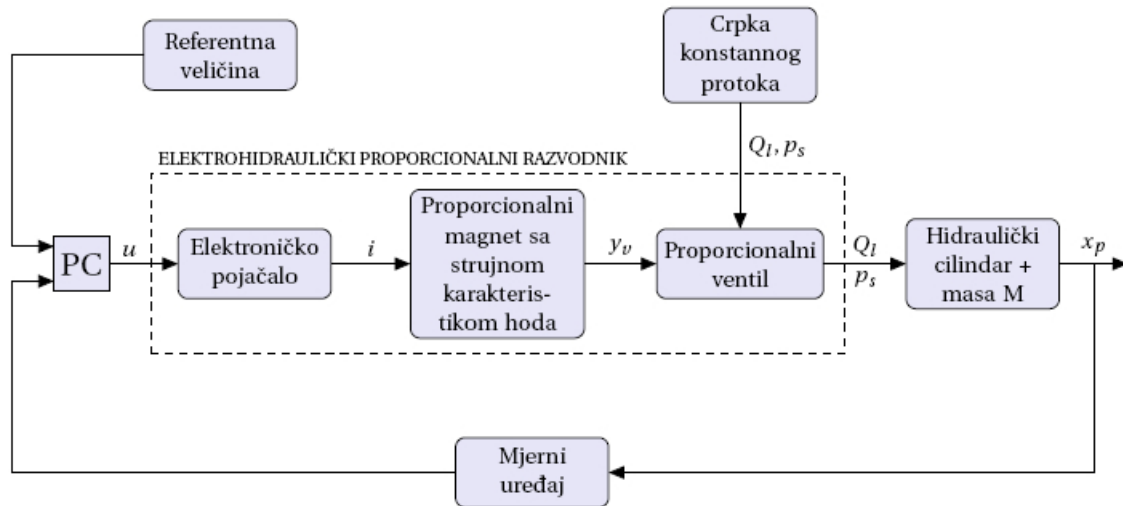 Referentna
veličina
Crpka
konstannog
protoka
Q_l, p_s
ELEKTROHIDRAULIČKI PROPORCIONALNI RAZVODNIK
PC
u
Elektroničko
pojačalo
i
Proporcionalni
magnet sa
strujnom
karakteris-
tikom hoda
y_v
Proporcionalni
ventil
Q_l
p_s
Hidraulički
cilindar +
masa M
x_p
Mjerni
uređaj